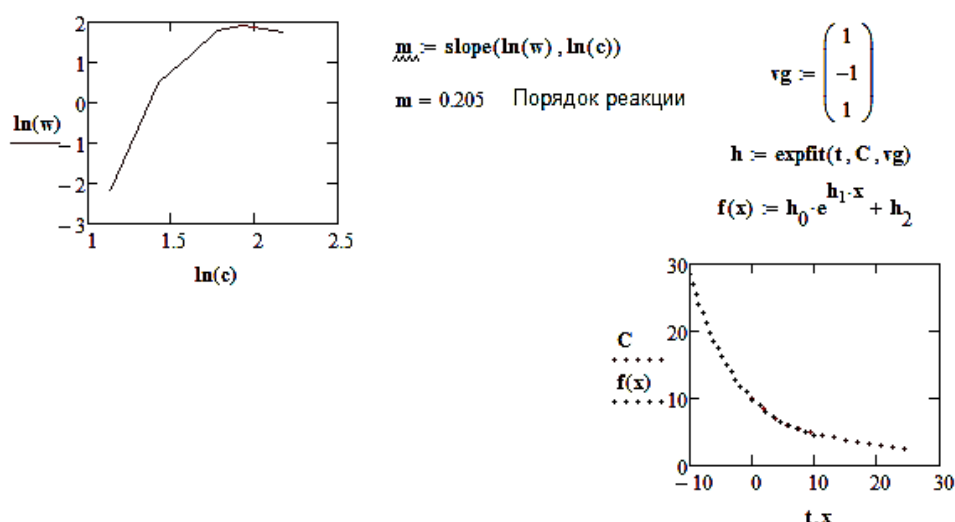 2
1
0
ln(w)
−1
−2
−3
1
1.5
2
2.5
ln(c)
m := slope(ln(w) , ln(c))
m = 0.205 Порядок реакции
vg := ( 1 −1 1 )
h := expfit(t , C , vg)
f(x) := h₀·e^(h₁·x) + h₂
30
C
20
f(x)
10
0
−10
0
10
20
30
t,x